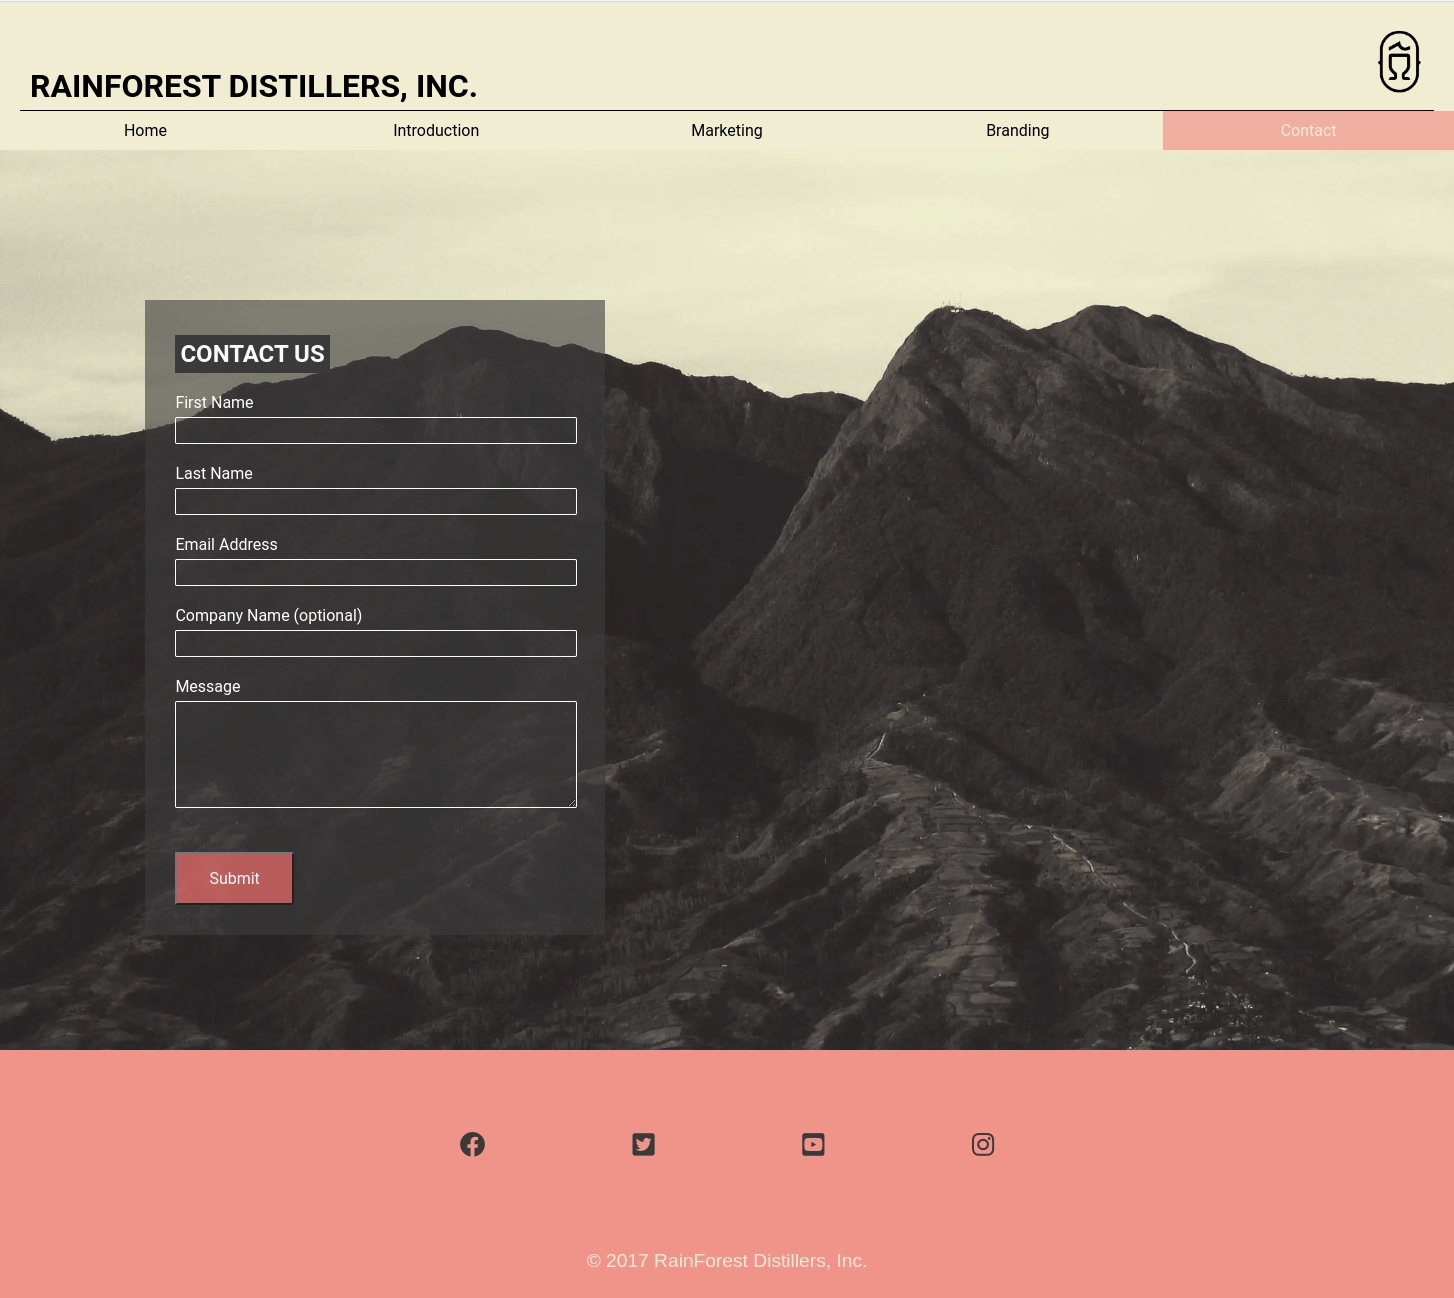 RAINFOREST DISTILLERS, INC.
Home Introduction Marketing Branding Contact
CONTACT US
First Name
Last Name
Email Address
Company Name (optional)
Message
Submit
© 2017 RainForest Distillers, Inc.